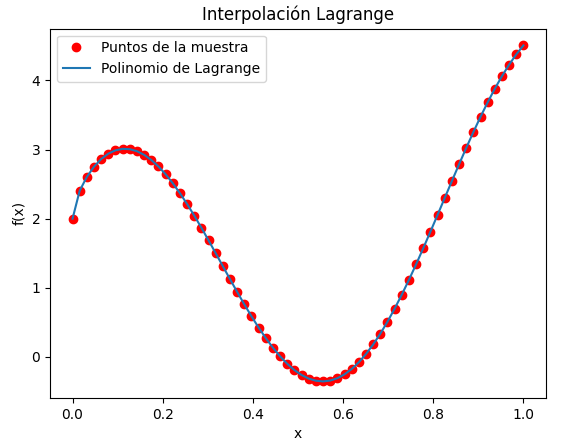 Interpolación Lagrange
Puntos de la muestra
Polinomio de Lagrange
f(x)
4
3
2
1
0
0.0 0.2 0.4 0.6 0.8 1.0
x